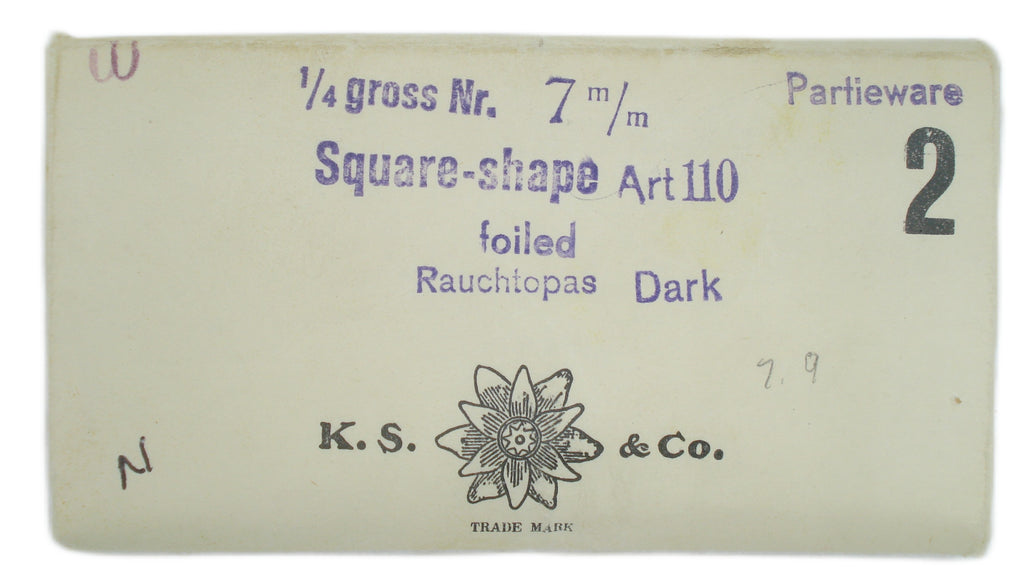 W
1/4 gross Nr. 7 m/m
Partieware
2
Square-shape Art 110
foiled
Rauchtopas Dark
7.9
K. S. & Co.
N
TRADE MARK